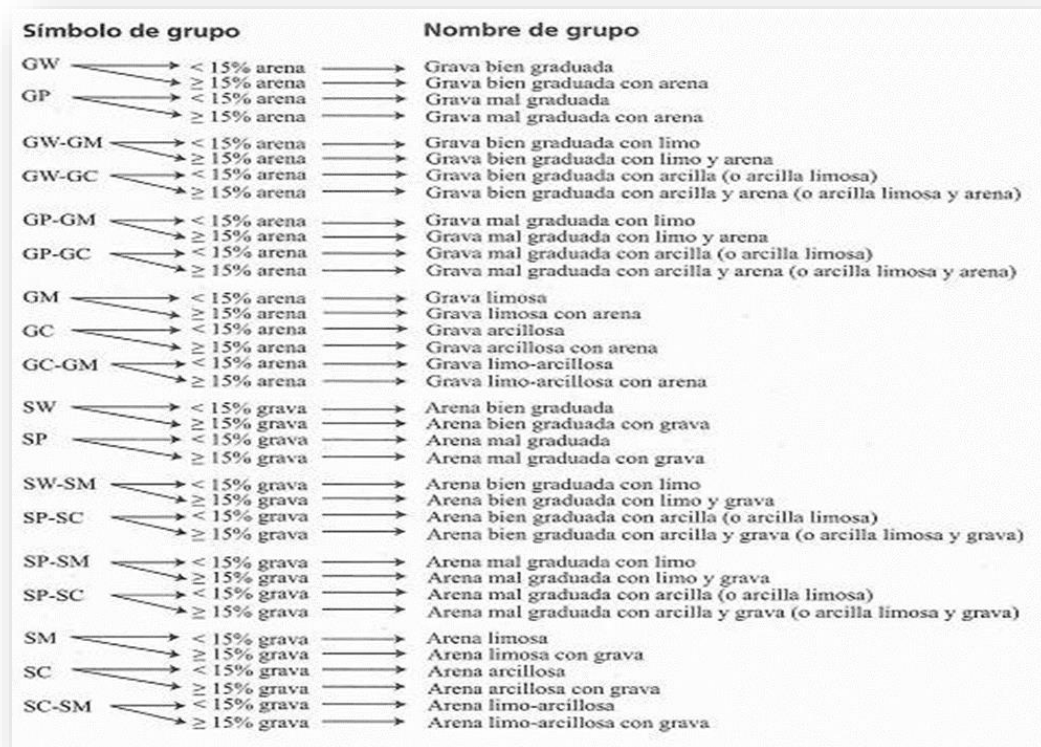 Símbolo de grupo Nombre de grupo
GW < 15% arena Grava bien graduada
≥ 15% arena Grava bien graduada con arena
GP < 15% arena Grava mal graduada
≥ 15% arena Grava mal graduada con arena
GW-GM < 15% arena Grava bien graduada con limo
≥ 15% arena Grava bien graduada con limo y arena
GW-GC < 15% arena Grava bien graduada con arcilla (o arcilla limosa)
≥ 15% arena Grava bien graduada con arcilla y arena (o arcilla limosa y arena)
GP-GM < 15% arena Grava mal graduada con limo
≥ 15% arena Grava mal graduada con limo y arena
GP-GC < 15% arena Grava mal graduada con arcilla (o arcilla limosa)
≥ 15% arena Grava mal graduada con arcilla y arena (o arcilla limosa y arena)
GM < 15% arena Grava limosa
≥ 15% arena Grava limosa con arena
GC < 15% arena Grava arcillosa
≥ 15% arena Grava arcillosa con arena
GC-GM < 15% arena Grava limo-arcillosa
≥ 15% arena Grava limo-arcillosa con arena
SW < 15% grava Arena bien graduada
≥ 15% grava Arena bien graduada con grava
SP < 15% grava Arena mal graduada
≥ 15% grava Arena mal graduada con grava
SW-SM < 15% grava Arena bien graduada con limo
≥ 15% grava Arena bien graduada con limo y grava
SP-SC < 15% grava Arena bien graduada con arcilla (o arcilla limosa)
≥ 15% grava Arena bien graduada con arcilla y grava (o arcilla limosa y grava)
SP-SM < 15% grava Arena mal graduada con limo
≥ 15% grava Arena mal graduada con limo y grava
SP-SC < 15% grava Arena mal graduada con arcilla (o arcilla limosa)
≥ 15% grava Arena mal graduada con arcilla y grava (o arcilla limosa y grava)
SM < 15% grava Arena limosa
≥ 15% grava Arena limosa con grava
SC < 15% grava Arena arcillosa
≥ 15% grava Arena arcillosa con grava
SC-SM < 15% grava Arena limo-arcillosa
≥ 15% grava Arena limo-arcillosa con grava